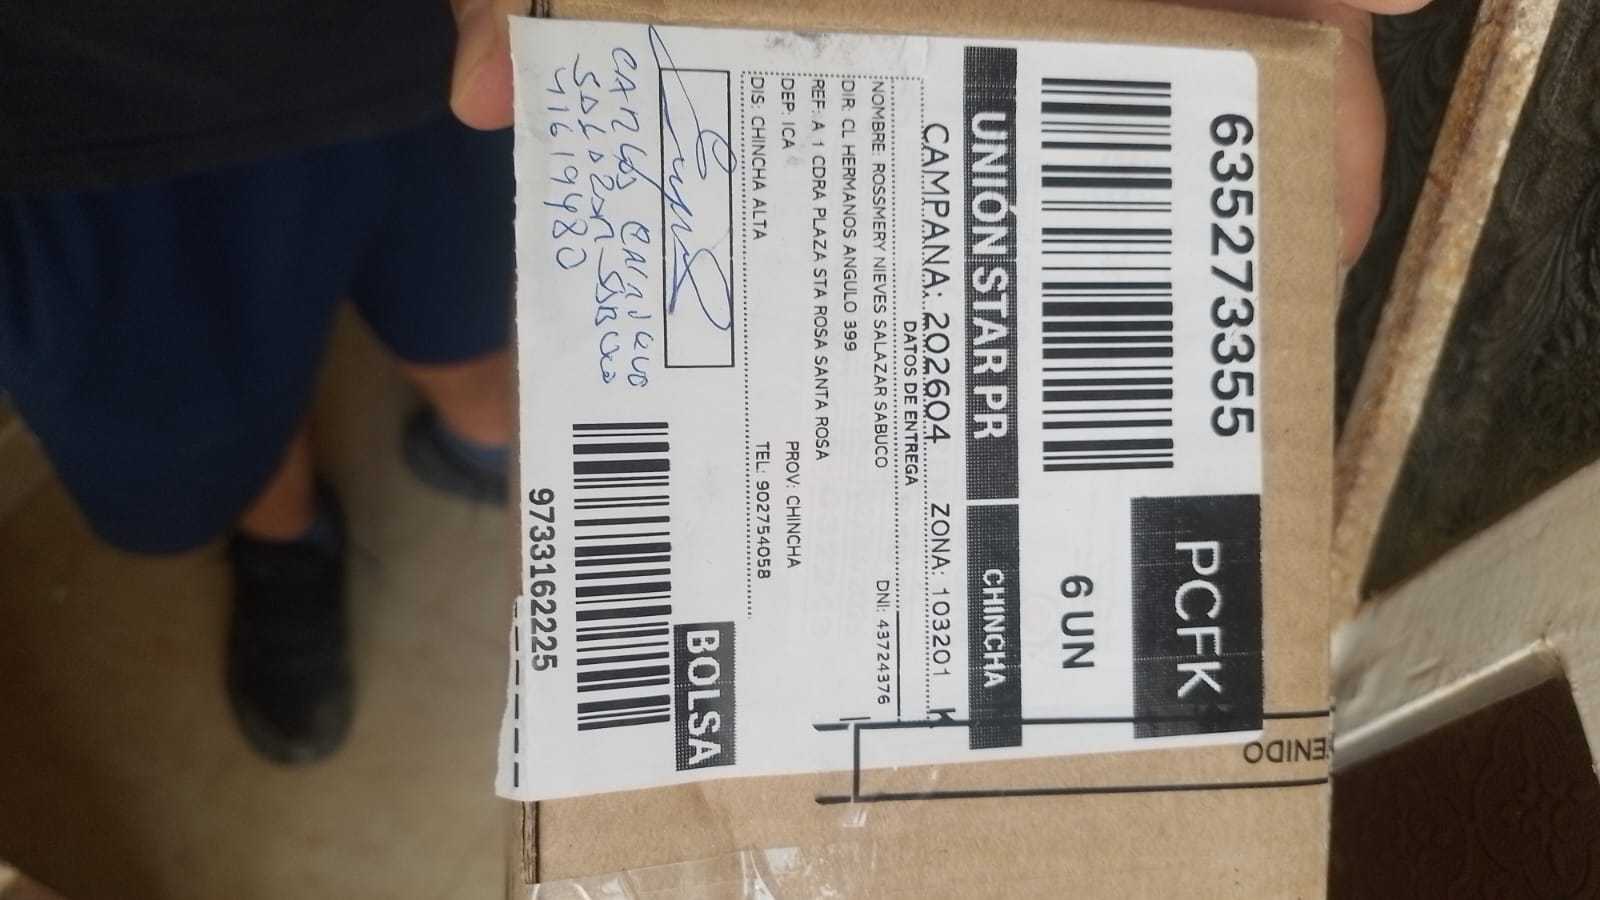 6352733355
PCFK
6 UN
UNIÓN STAR PR
CHINCHA
CAMPANA: 202604 ZONA: 103201
DATOS DE ENTREGA
NOMBRE: ROSSMERY NIEVES SALAZAR SABUCO DNI: 43724376
DIR: CL HERMANOS ANGULO 399
REF: A 1 CDRA PLAZA STA ROSA SANTA ROSA
DEP: ICA PROV: CHINCHA
DIS: CHINCHA ALTA TEL: 902754058
BOLSA
CARLOS
SALAZAR SABUCO
41619480
9733162225
ENIDO